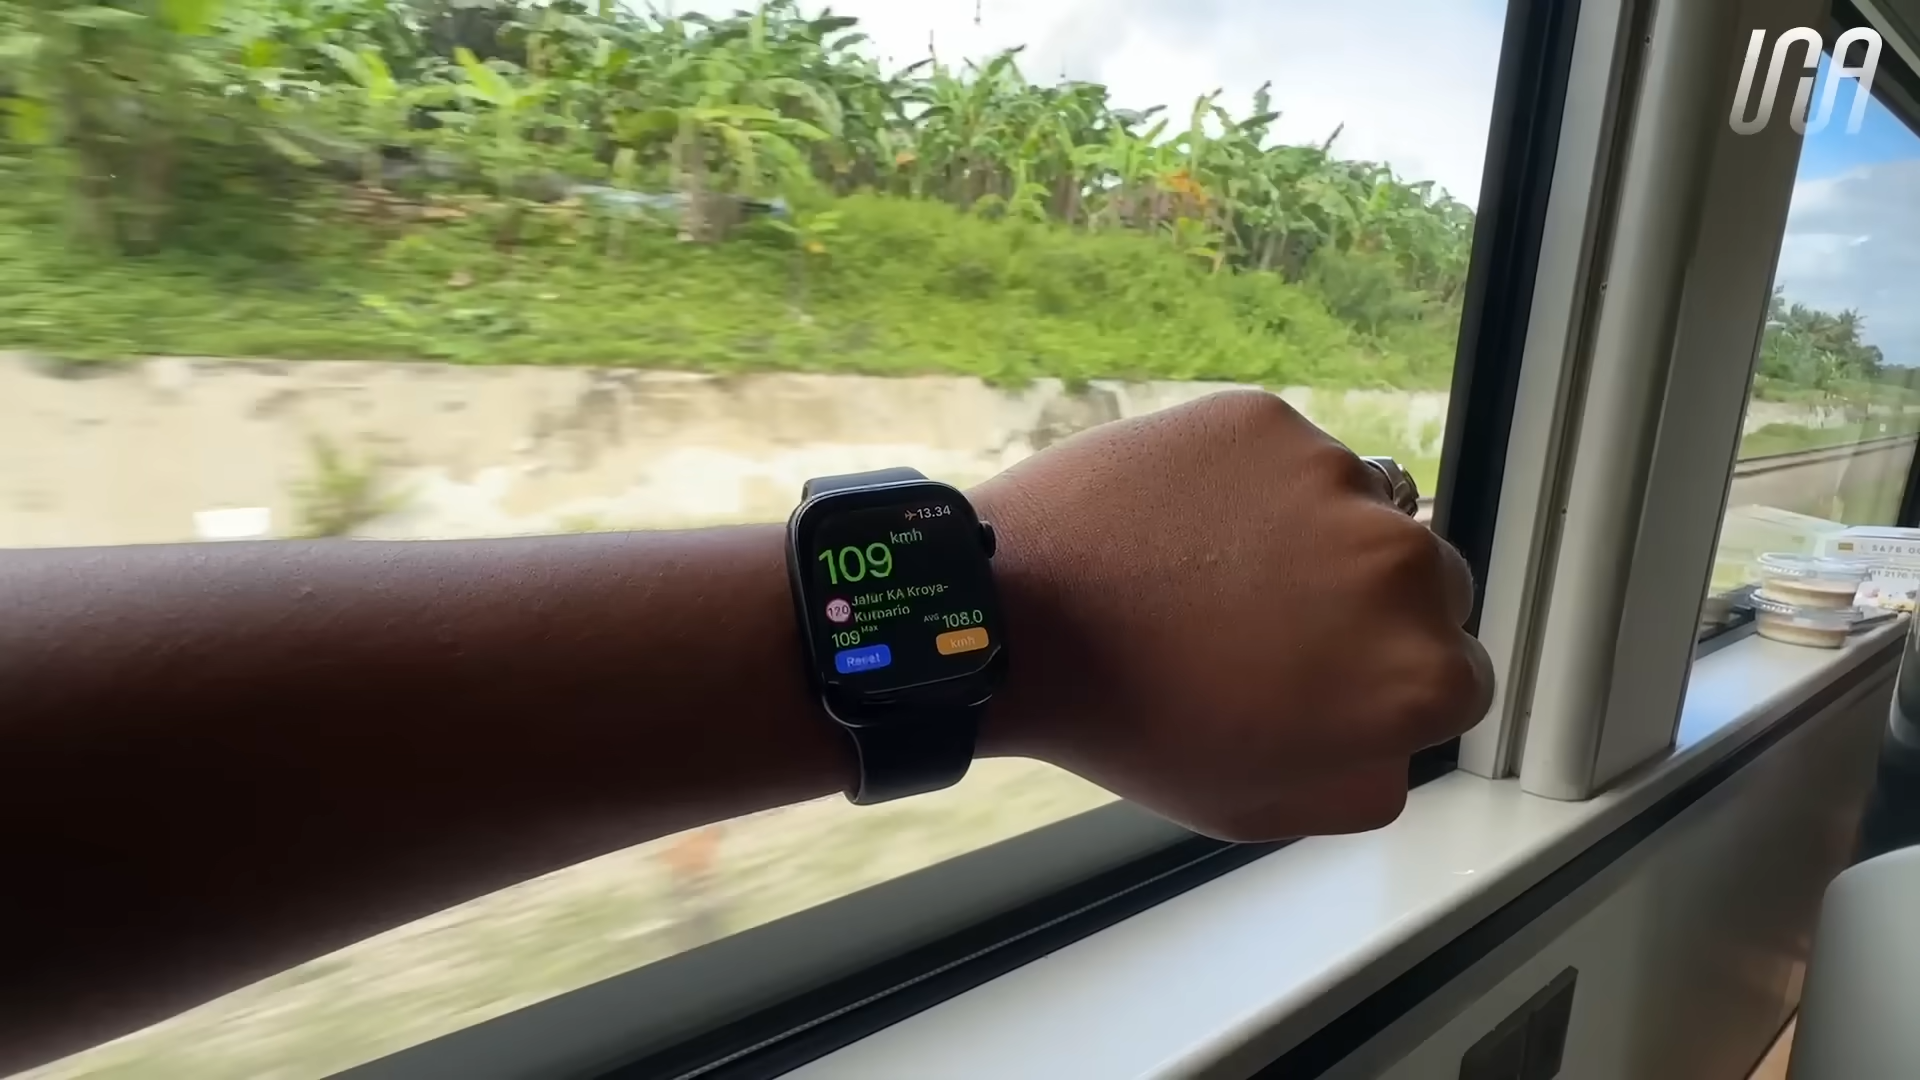 13.34
109 kmh
120 Jalur KA Kroya-
Kutoarjo
109 Max AVG 108.0
Reset kmh